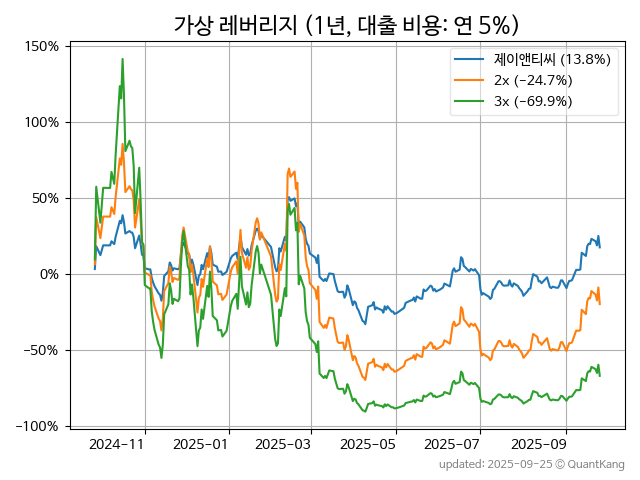 가상 레버리지 (1년, 대출 비용: 연 5%)
150%
100%
50%
0%
−50%
−100%
제이앤티씨 (13.8%)
2x (−24.7%)
3x (−69.9%)
2024-11
2025-01
2025-03
2025-05
2025-07
2025-09
updated: 2025-09-25 © QuantKang